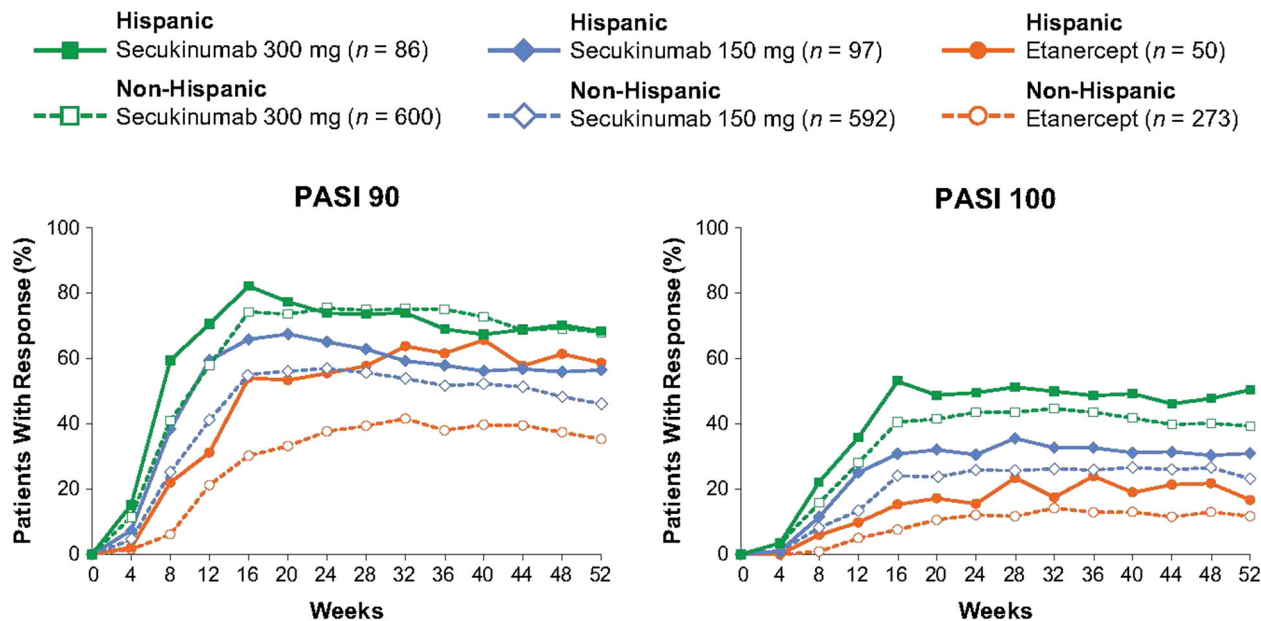 Hispanic
Secukinumab 300 mg (n = 86)
Non-Hispanic
Secukinumab 300 mg (n = 600)
Hispanic
Secukinumab 150 mg (n = 97)
Non-Hispanic
Secukinumab 150 mg (n = 592)
Hispanic
Etanercept (n = 50)
Non-Hispanic
Etanercept (n = 273)
PASI 90
Patients With Response (%)
100
80
60
40
20
0
0 4 8 12 16 20 24 28 32 36 40 44 48 52
Weeks
PASI 100
Patients With Response (%)
100
80
60
40
20
0
0 4 8 12 16 20 24 28 32 36 40 44 48 52
Weeks